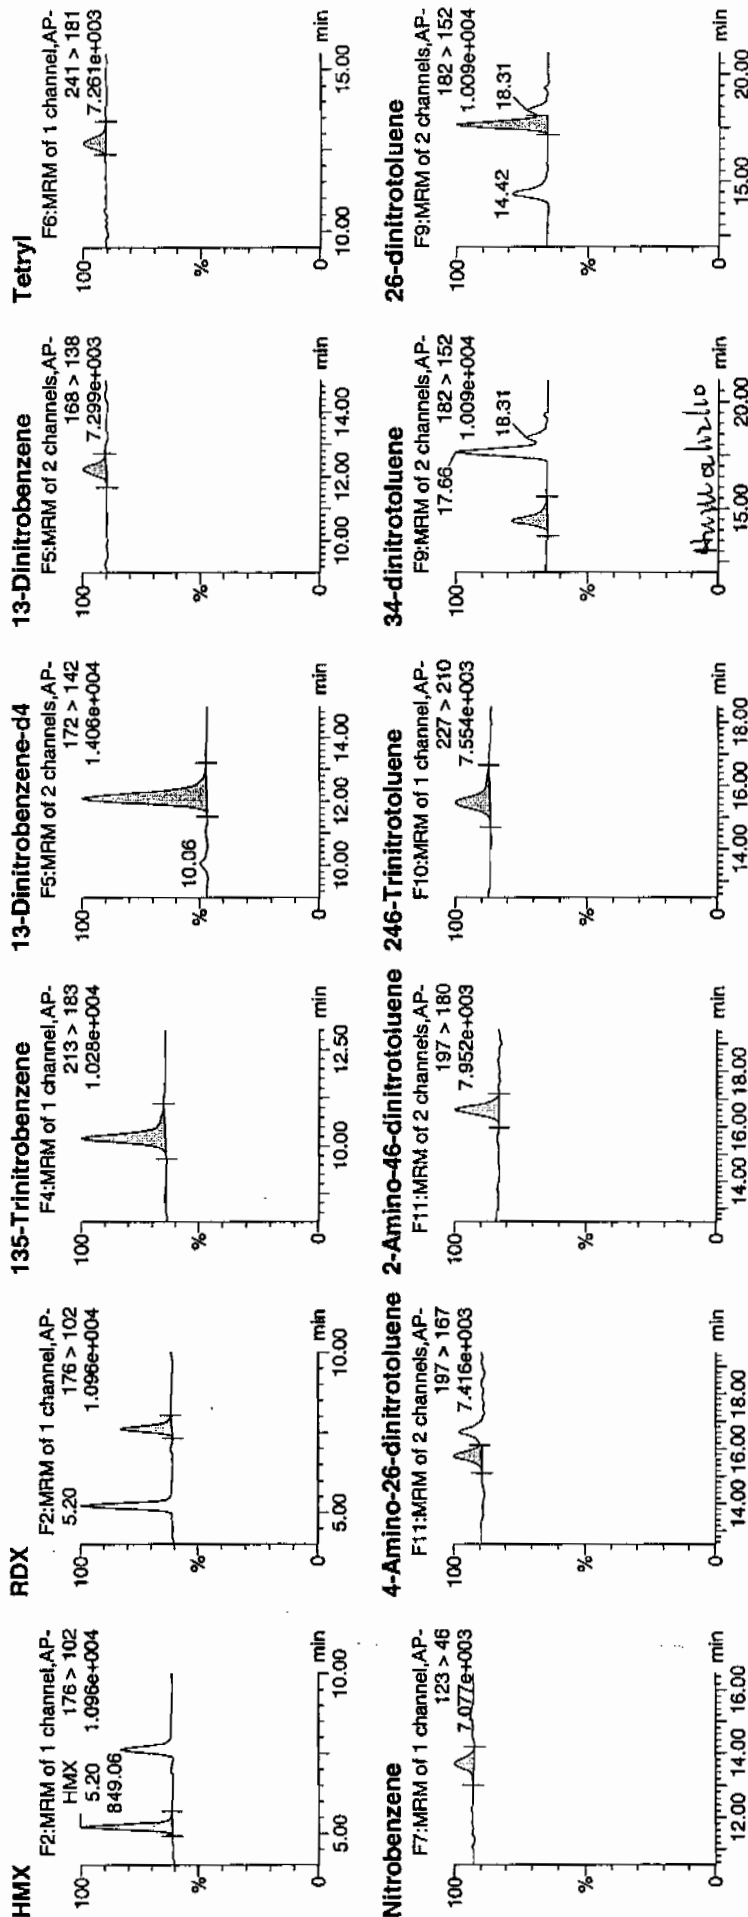 HMX
F2:MRM of 1 channel,AP-
176 > 102
1.096e+004
HMX
5.20
849.06
100
%
0
5.00
10.00
min
RDX
F2:MRM of 1 channel,AP-
176 > 102
1.096e+004
5.20
100
%
0
5.00
10.00
min
135-Trinitrobenzene
F4:MRM of 1 channel,AP-
213 > 183
1.028e+004
100
%
0
10.00
12.50
min
13-Dinitrobenzene-d4
F5:MRM of 2 channels,AP-
172 > 142
1.406e+004
10.06
100
%
0
10.00
12.00
14.00
min
13-Dinitrobenzene
F5:MRM of 2 channels,AP-
168 > 138
7.299e+003
100
%
0
10.00
12.00
14.00
min
Tetryl
F6:MRM of 1 channel,AP-
241 > 181
7.261e+003
100
%
0
10.00
15.00
min
Nitrobenzene
F7:MRM of 1 channel,AP-
123 > 46
7.077e+003
100
%
0
12.00
14.00
16.00
min
4-Amino-26-dinitrotoluene
F11:MRM of 2 channels,AP-
197 > 167
7.416e+003
100
%
0
14.00
16.00
18.00
min
2-Amino-46-dinitrotoluene
F11:MRM of 2 channels,AP-
197 > 180
7.952e+003
100
%
0
14.00
16.00
18.00
min
246-Trinitrotoluene
F10:MRM of 1 channel,AP-
227 > 210
7.554e+003
100
%
0
14.00
16.00
18.00
min
34-dinitrotoluene
F9:MRM of 2 channels,AP-
182 > 152
1.009e+004
17.66
18.31
100
%
0
15.00
20.00
min
26-dinitrotoluene
F9:MRM of 2 channels,AP-
182 > 152
1.009e+004
14.42
18.31
100
%
0
15.00
20.00
min